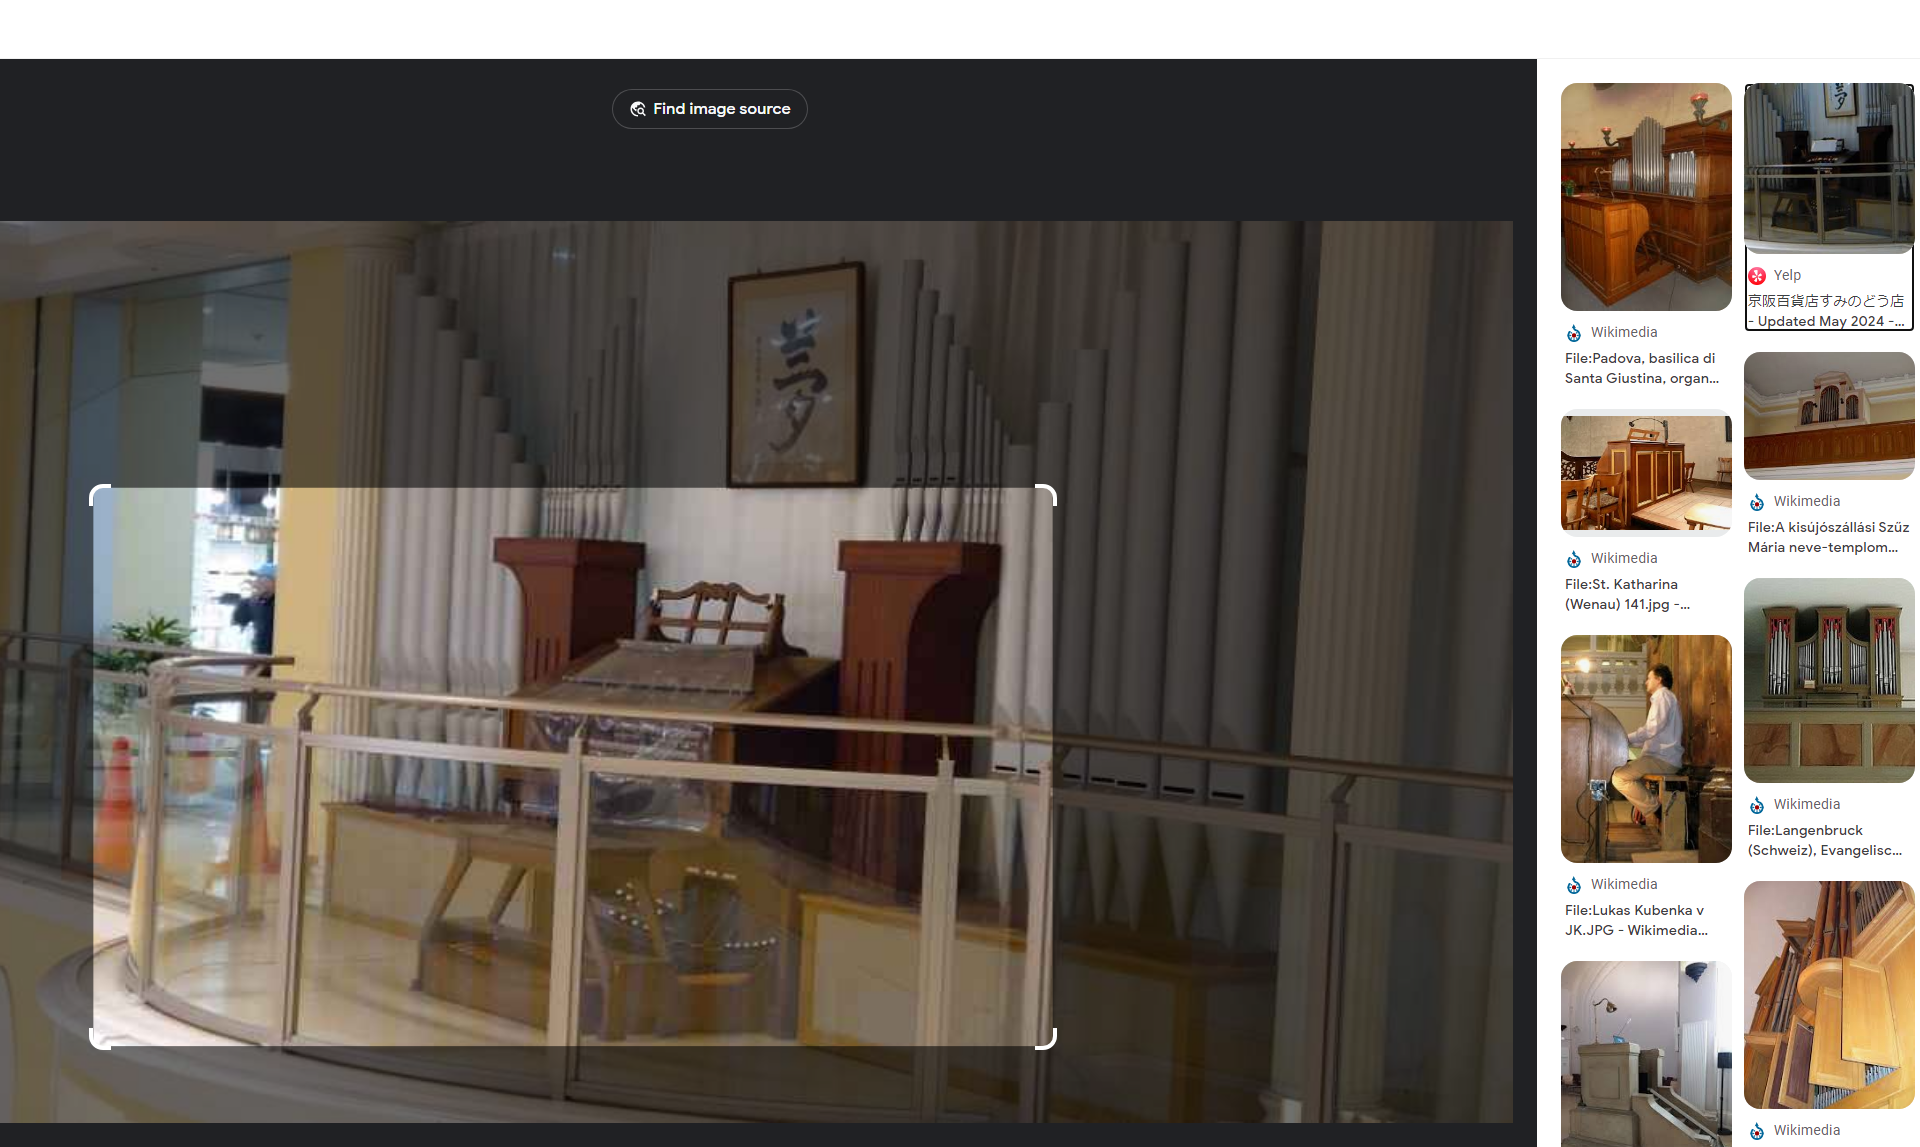 Find image source
夢
Wikimedia
File:Padova, basilica di
Santa Giustina, organ...
Wikimedia
File:St. Katharina
(Wenau) 141.jpg -...
Wikimedia
File:Lukas Kubenka v
JK.JPG - Wikimedia...
夢
Yelp
京阪百貨店すみのどう店
- Updated May 2024 -...
Wikimedia
File:A kisújószállási Szűz
Mária neve-templom...
Wikimedia
File:Langenbruck
(Schweiz), Evangelisc...
Wikimedia